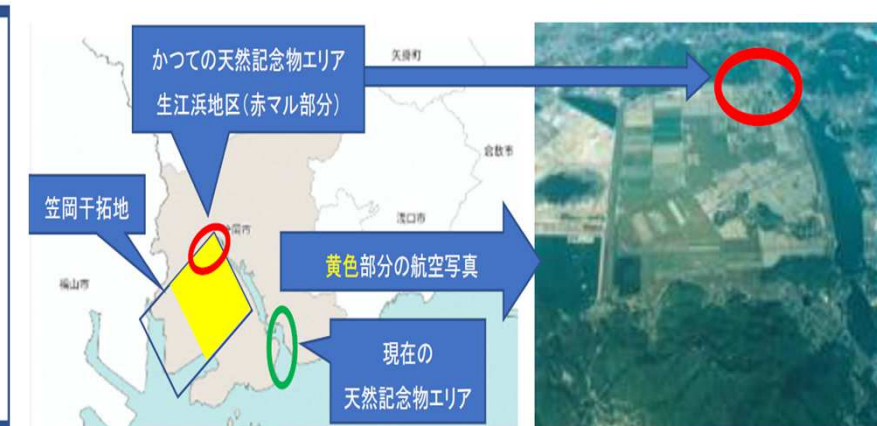 かつての天然記念物エリア
生江浜地区(赤マル部分)
矢掛町
倉敷市
笠岡干拓地
笠岡市
浅口市
黄色部分の航空写真
福山市
現在の
天然記念物エリア